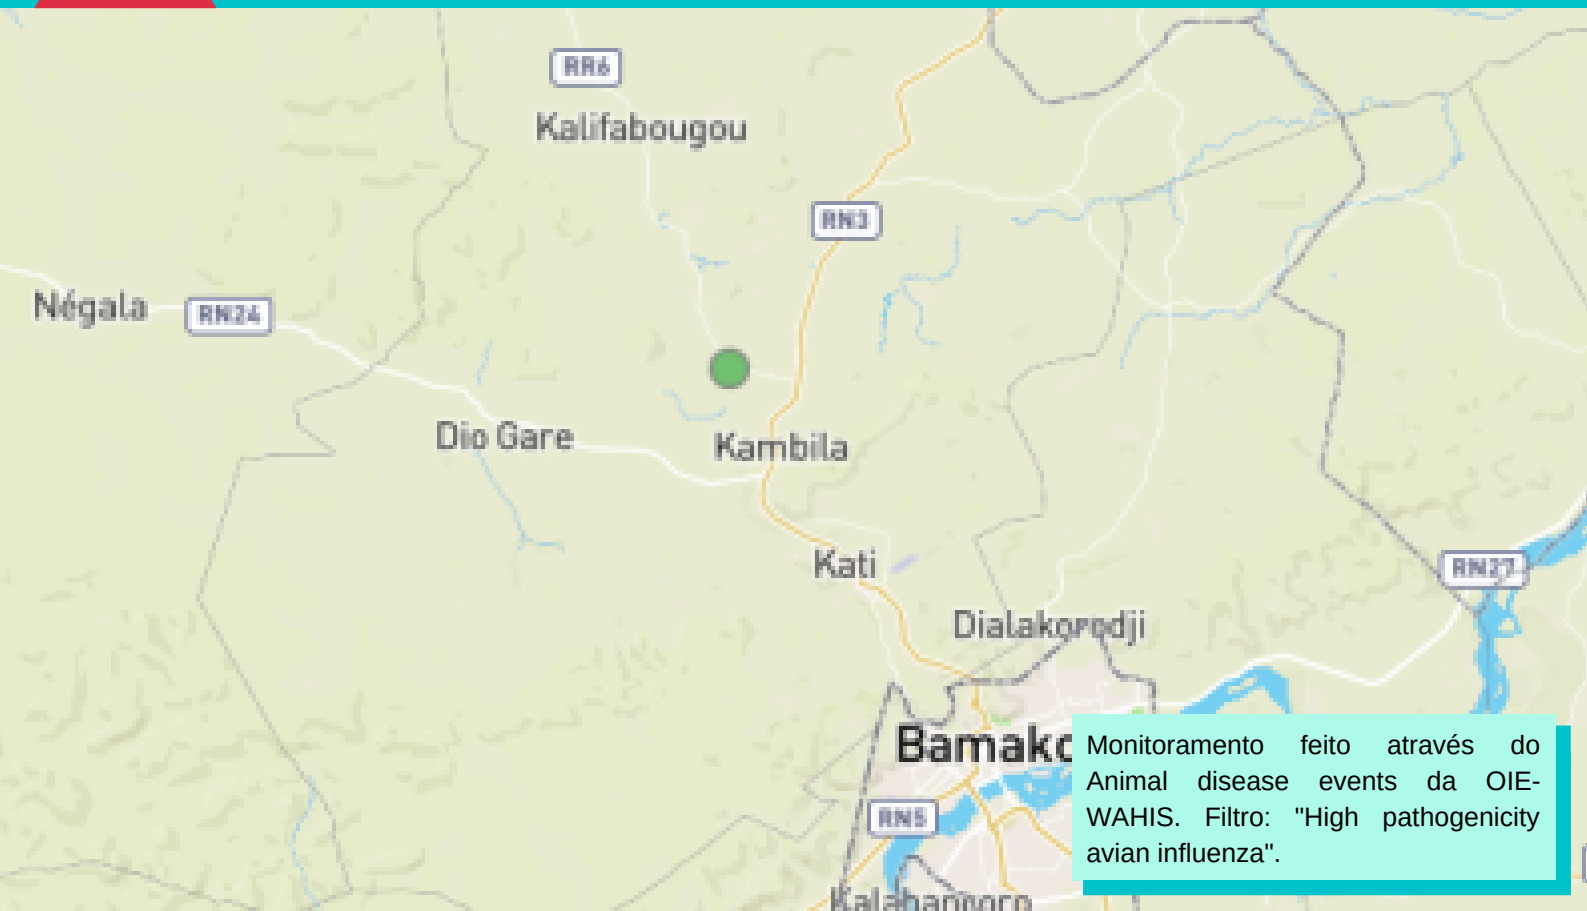 RR6
Kalifabougou
RN3
Négala
RN24
Dio Gare
Kambila
Kati
RN27
Dialakorodji
Bamako
Monitoramento feito através do
Animal disease events da OIE-
WAHIS. Filtro: "High pathogenicity
avian influenza".
RN5
Kalabancoro